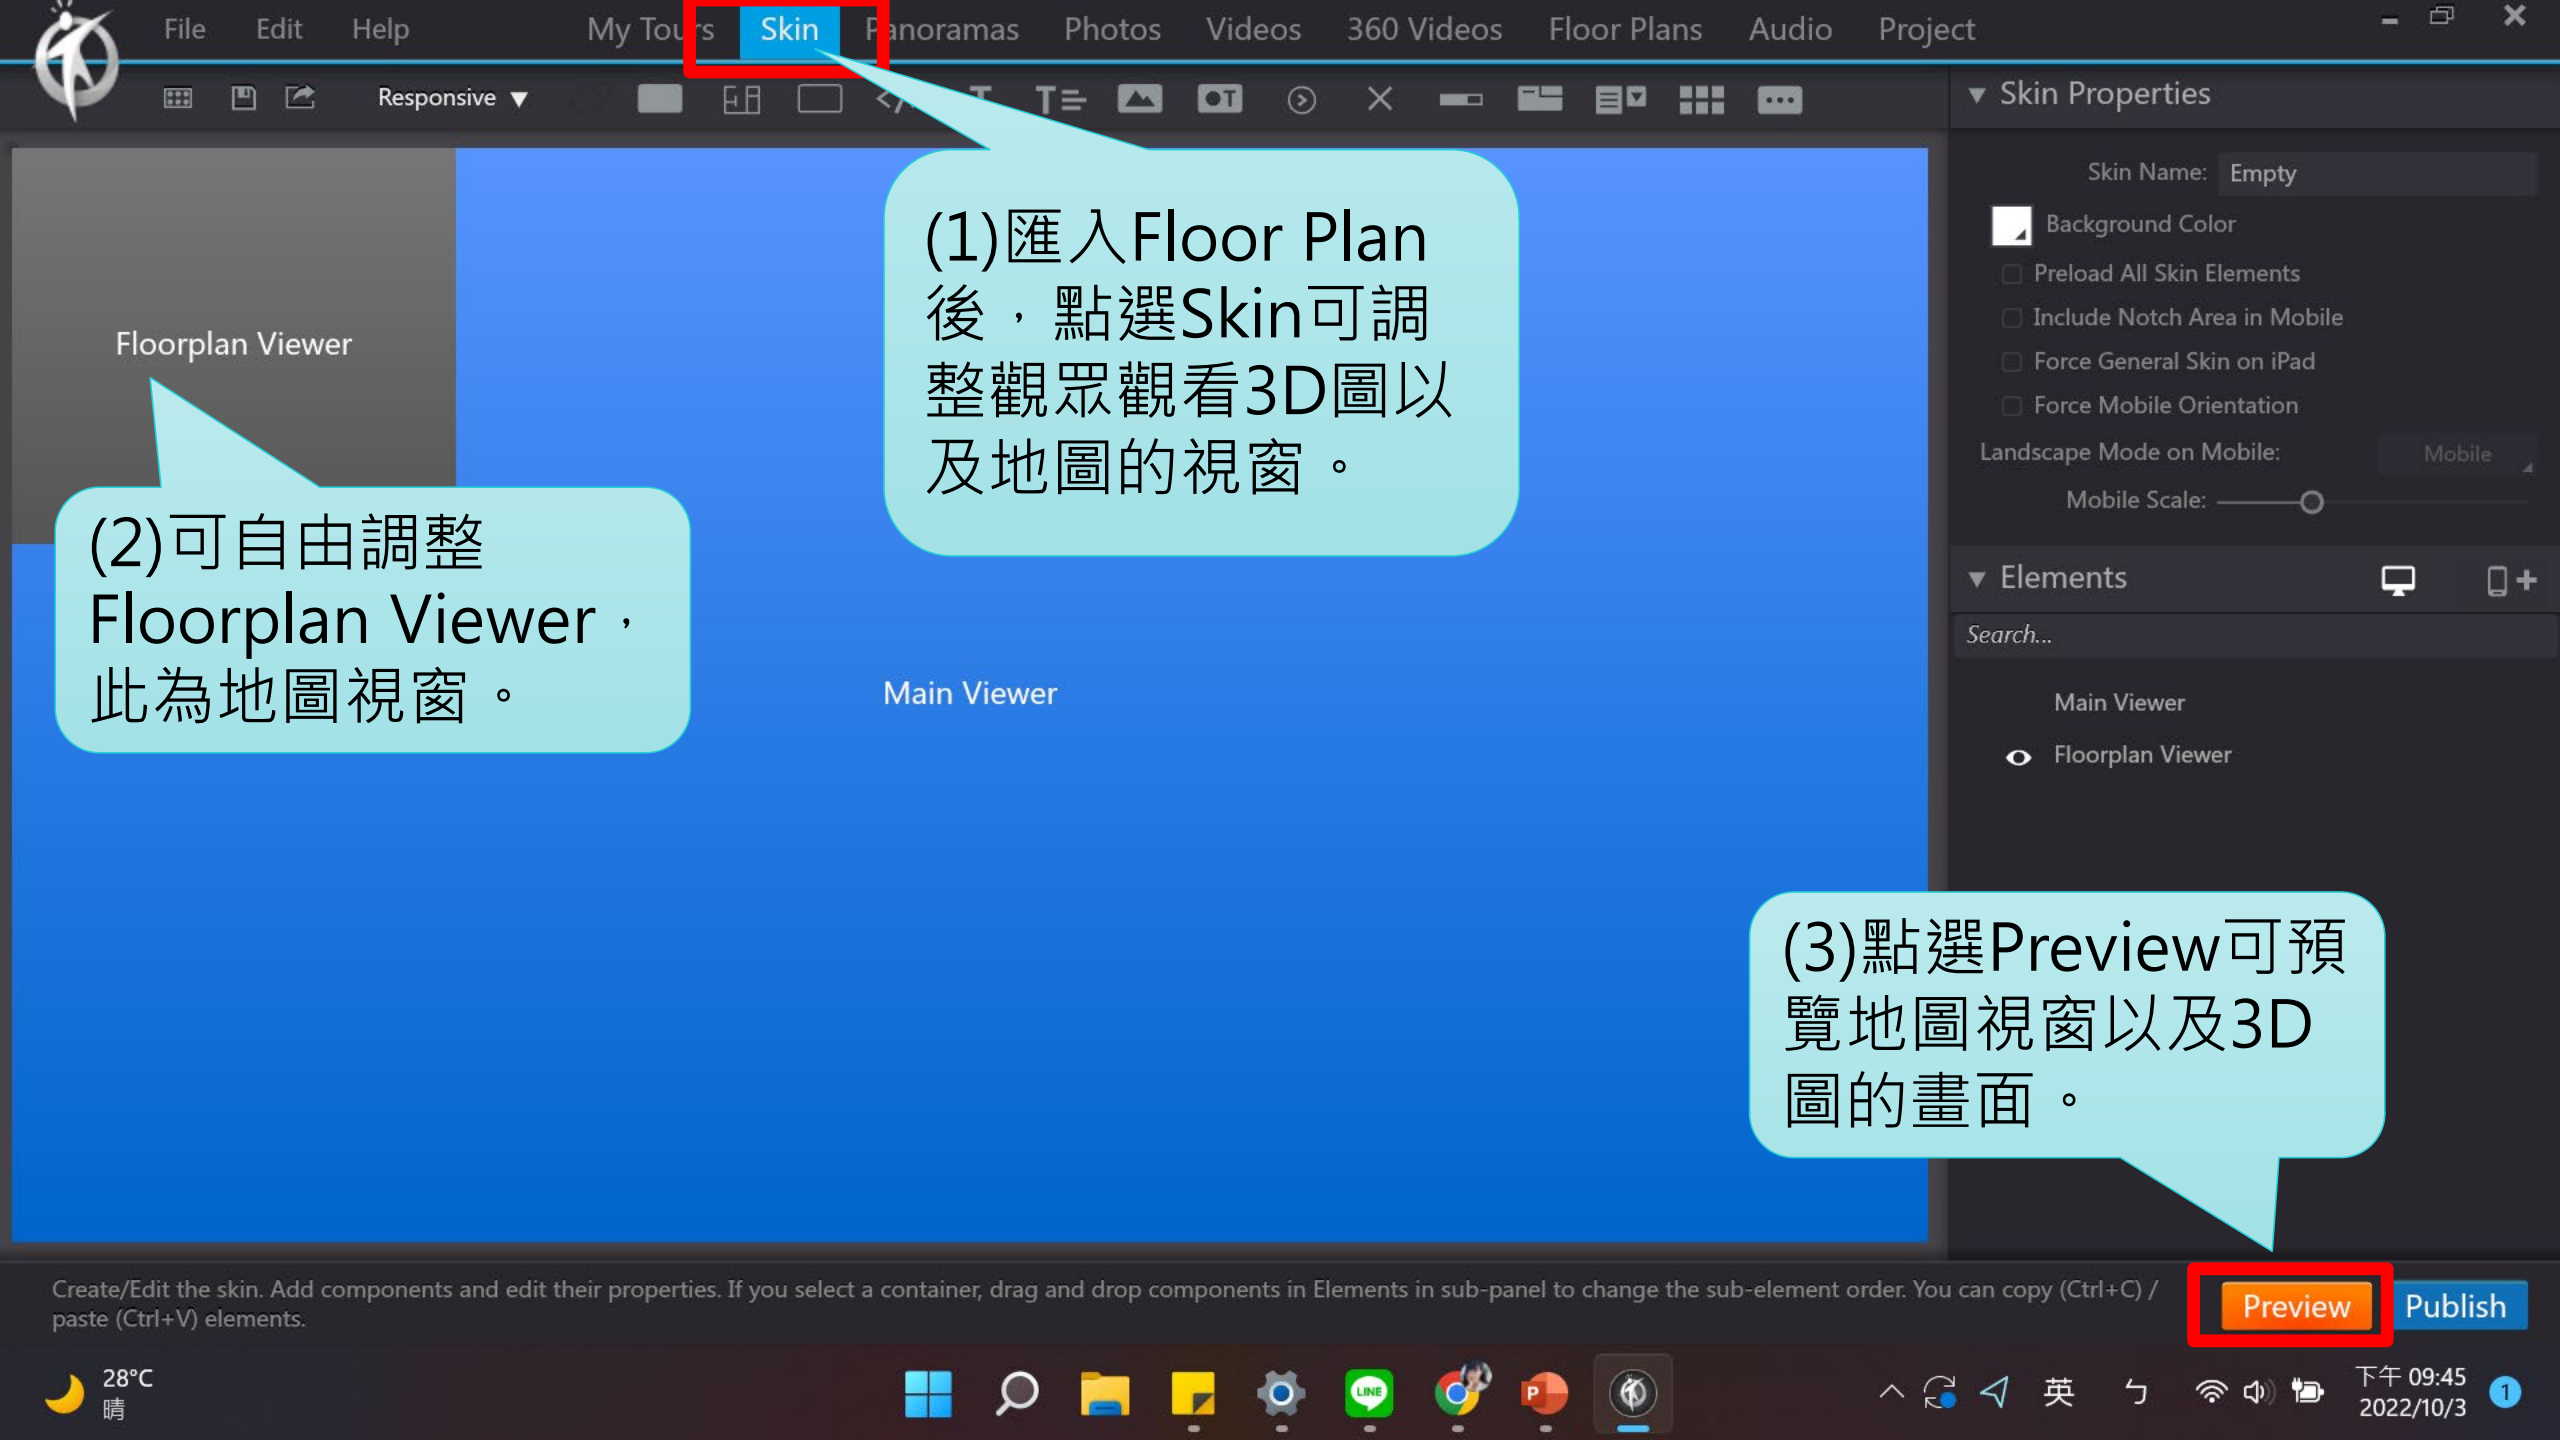 File Edit Help My Tours Skin Panoramas Photos Videos 360 Videos Floor Plans Audio Project
Responsive
Skin Properties
Skin Name: Empty
Background Color
Preload All Skin Elements
Include Notch Area in Mobile
Force General Skin on iPad
Force Mobile Orientation
Landscape Mode on Mobile: Mobile
Mobile Scale:
Elements
Search...
Main Viewer
Floorplan Viewer
Floorplan Viewer
Main Viewer
(1)匯入Floor Plan
後，點選Skin可調
整觀眾觀看3D圖以
及地圖的視窗。
(2)可自由調整
Floorplan Viewer，
此為地圖視窗。
(3)點選Preview可預
覽地圖視窗以及3D
圖的畫面。
Create/Edit the skin. Add components and edit their properties. If you select a container, drag and drop components in Elements in sub-panel to change the sub-element order. You can copy (Ctrl+C) /
paste (Ctrl+V) elements.
Preview Publish
28°C
晴
LINE
P
英 ㄅ
下午 09:45
2022/10/3
1